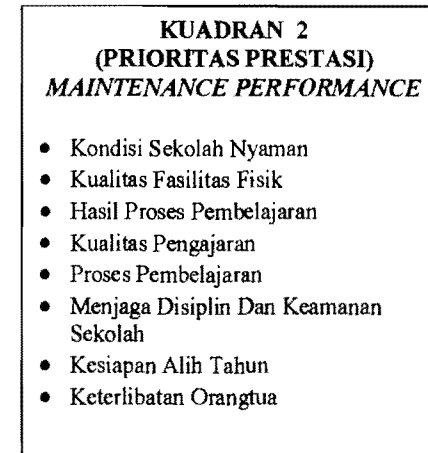 KUADRAN 2
(PRIORITAS PRESTASI)
MAINTENANCE PERFORMANCE
• Kondisi Sekolah Nyaman
• Kualitas Fasilitas Fisik
• Hasil Proses Pembelajaran
• Kualitas Pengajaran
• Proses Pembelajaran
• Menjaga Disiplin Dan Keamanan
Sekolah
• Kesiapan Alih Tahun
• Keterlibatan Orangtua